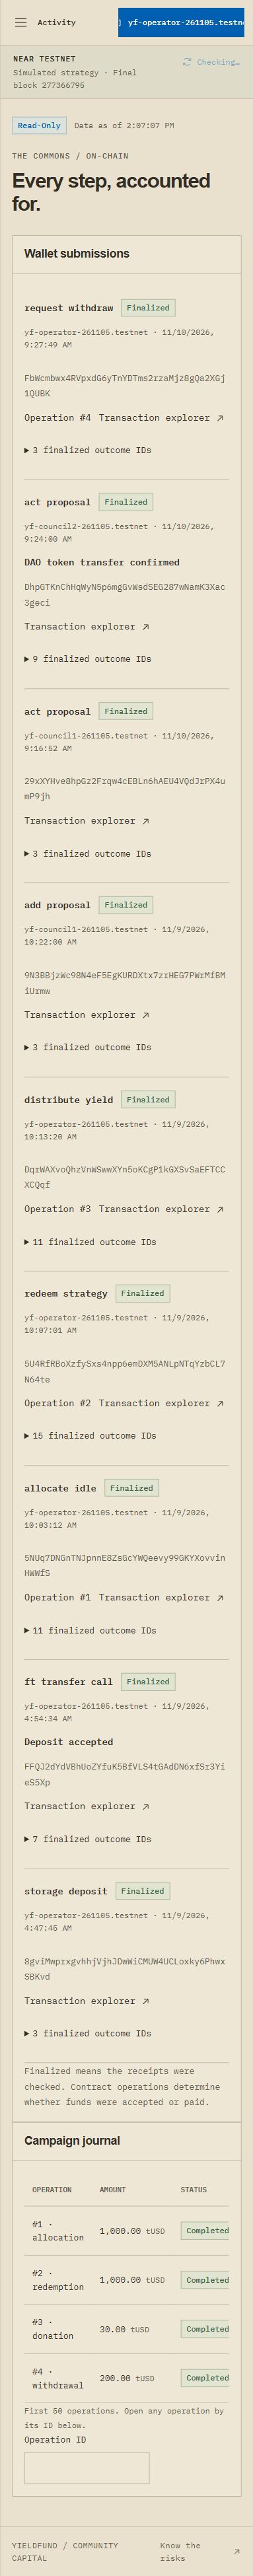 Activity
yf-operator-261105.testn
NEAR TESTNET
Simulated strategy · Final
block 277366795
Checking…
Read-Only
Data as of 2:07:07 PM
THE COMMONS / ON-CHAIN
Every step, accounted
for.
Wallet submissions
request withdraw Finalized
yf-operator-261105.testnet · 11/10/2026,
9:27:49 AM
FbWcmbwx4RVpxdG6yTnYDTms2rzaMjz8gQa2XGj
1QUBK
Operation #4 Transaction explorer ↗
▶ 3 finalized outcome IDs
act proposal Finalized
yf-council2-261105.testnet · 11/10/2026,
9:24:00 AM
DAO token transfer confirmed
DhpGTKnChHqWyN5p6mgGvWsdSEG287wNamK3Xac
3geci
Transaction explorer ↗
▶ 9 finalized outcome IDs
act proposal Finalized
yf-council1-261105.testnet · 11/10/2026,
9:16:52 AM
29xXYHve8hpGz2Frqw4cEBLn6hAEU4VQdJrPX4u
mP9jh
Transaction explorer ↗
▶ 3 finalized outcome IDs
add proposal Finalized
yf-council1-261105.testnet · 11/9/2026,
10:22:00 AM
9N3BBjzWc98N4eF5EgKURDXtx7zrHEG7PWrMfBM
iUrmw
Transaction explorer ↗
▶ 3 finalized outcome IDs
distribute yield Finalized
yf-operator-261105.testnet · 11/9/2026,
10:13:20 AM
DqrWAXvoQhzVnWSwwXYn5oKCgP1kGXSvSaEFTCC
XCQqf
Operation #3 Transaction explorer ↗
▶ 11 finalized outcome IDs
redeem strategy Finalized
yf-operator-261105.testnet · 11/9/2026,
10:07:01 AM
5U4RfRBoXzfySxs4npp6emDXM5ANLpNTqYzbCL7
N64te
Operation #2 Transaction explorer ↗
▶ 15 finalized outcome IDs
allocate idle Finalized
yf-operator-261105.testnet · 11/9/2026,
10:03:12 AM
5NUq7DNGnTNJpnnE8ZsGcYWQeevy99GKYXovvin
HWWfS
Operation #1 Transaction explorer ↗
▶ 11 finalized outcome IDs
ft transfer call Finalized
yf-operator-261105.testnet · 11/9/2026,
4:54:34 AM
Deposit accepted
FFQJ2dYdVBhUoZYfuK5BfVLS4tGAdDN6xfSr3Yi
eS5Xp
Transaction explorer ↗
▶ 7 finalized outcome IDs
storage deposit Finalized
yf-operator-261105.testnet · 11/9/2026,
4:47:45 AM
8gviMwprxgvhhjVjhJDwWiCMUW4UCLoxky6Phwx
SBKvd
Transaction explorer ↗
▶ 3 finalized outcome IDs
Finalized means the receipts were
checked. Contract operations determine
whether funds were accepted or paid.
Campaign journal
OPERATION AMOUNT STATUS
#1 ·
allocation
1,000.00 tUSD Completed
#2 ·
redemption
1,000.00 tUSD Completed
#3 ·
donation
30.00 tUSD Completed
#4 ·
withdrawal
200.00 tUSD Completed
First 50 operations. Open any operation by
its ID below.
Operation ID
YIELDFUND / COMMUNITY
CAPITAL
Know the
risks ↗